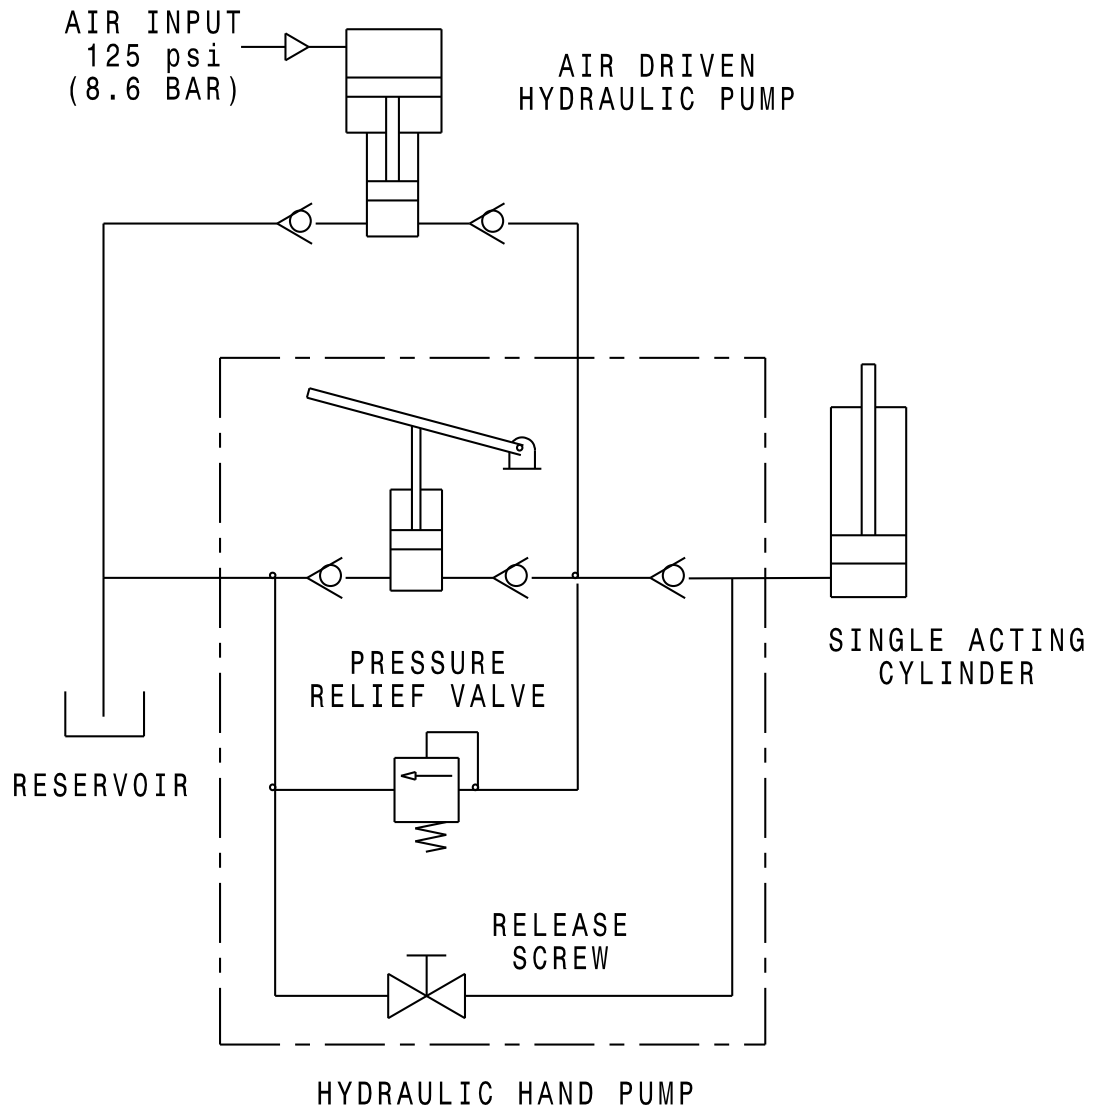 AIR INPUT
125 psi
(8.6 BAR)
AIR DRIVEN
HYDRAULIC PUMP
SINGLE ACTING
CYLINDER
PRESSURE
RELIEF VALVE
RESERVOIR
RELEASE
SCREW
HYDRAULIC HAND PUMP